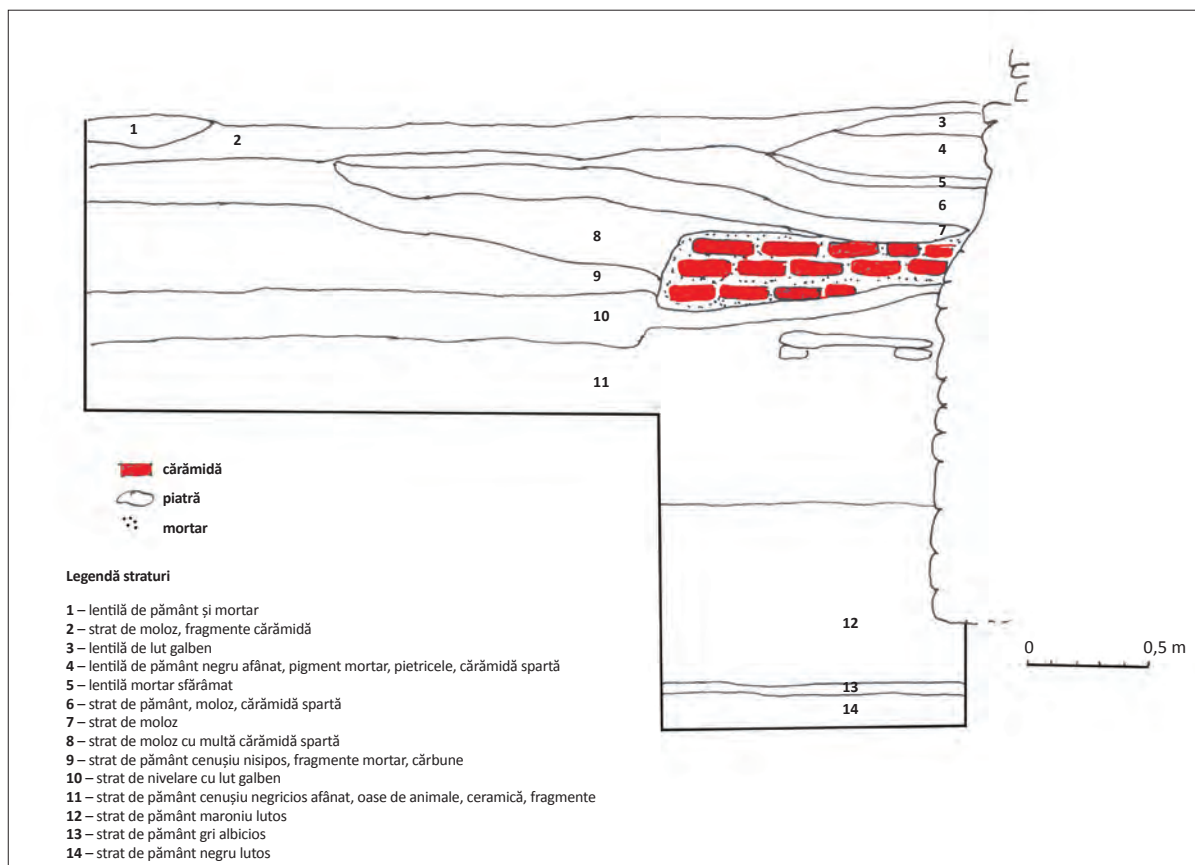 1
2
3
4
5
6
7
8
9
10
11
12
13
14
0 0,5 m
cărămidă
piatră
mortar
Legendă straturi
1 – lentilă de pământ și mortar
2 – strat de moloz, fragmente cărămidă
3 – lentilă de lut galben
4 – lentilă de pământ negru afânat, pigment mortar, pietricele, cărămidă spartă
5 – lentilă mortar sfărâmat
6 – strat de pământ, moloz, cărămidă spartă
7 – strat de moloz
8 – strat de moloz cu multă cărămidă spartă
9 – strat de pământ cenușiu nisipos, fragmente mortar, cărbune
10 – strat de nivelare cu lut galben
11 – strat de pământ cenușiu negricios afânat, oase de animale, ceramică, fragmente
12 – strat de pământ maroniu lutos
13 – strat de pământ gri albicios
14 – strat de pământ negru lutos